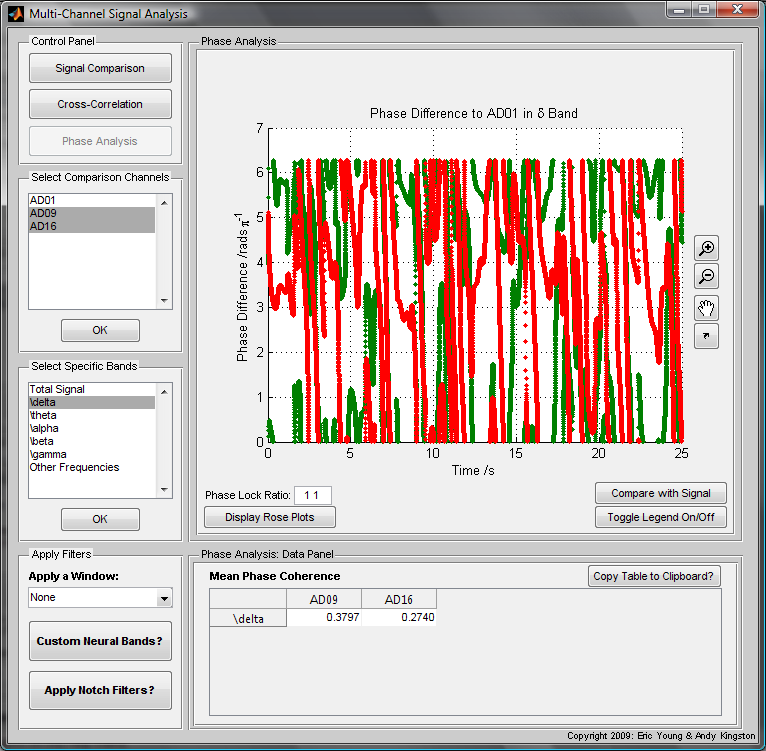 Multi-Channel Signal Analysis
Control Panel
Signal Comparison
Cross-Correlation
Phase Analysis
Select Comparison Channels
AD01
AD09
AD16
OK
Select Specific Bands
Total Signal
\delta
\theta
\alpha
\beta
\gamma
Other Frequencies
OK
Apply Filters
Apply a Window:
None
Custom Neural Bands?
Apply Notch Filters?
Phase Analysis
Phase Difference to AD01 in δ Band
Phase Difference /rads π⁻¹
7
6
5
4
3
2
1
0
0 5 10 15 20 25
Time /s
Phase Lock Ratio: 1 1
Display Rose Plots
Compare with Signal
Toggle Legend On/Off
Phase Analysis: Data Panel
Mean Phase Coherence
Copy Table to Clipboard?
AD09 AD16
\delta 0.3797 0.2740
Copyright 2009: Eric Young & Andy Kingston